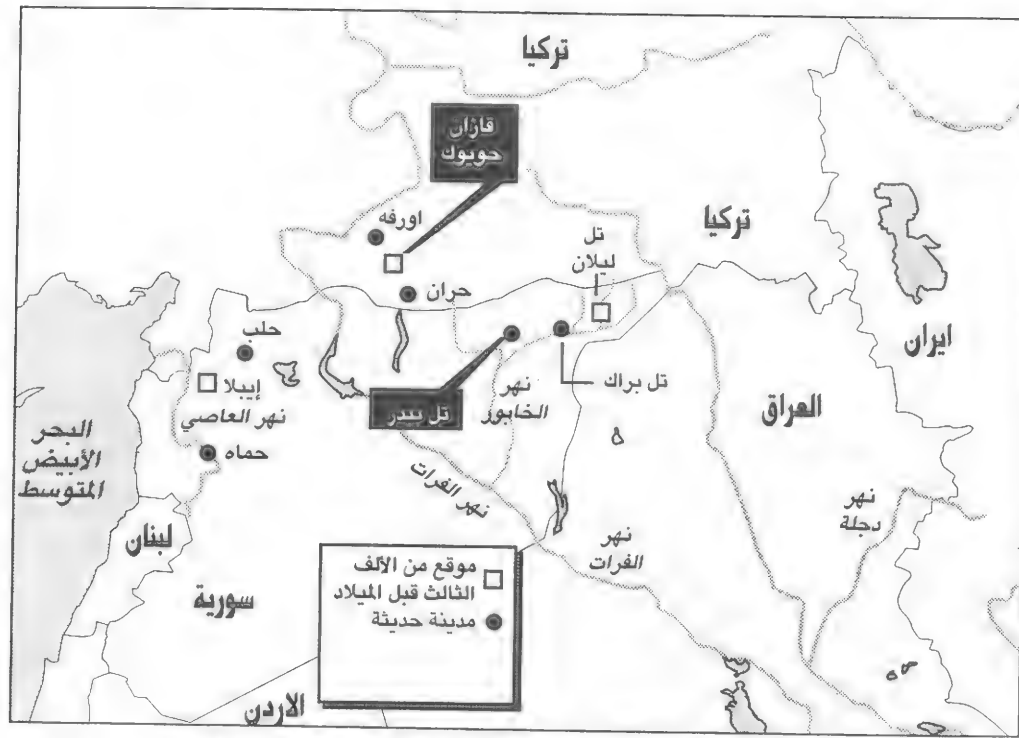 تركيا
قازان
حويوك
اورفه
تركيا
تل
ليلان
حران
ايران
حلب
إيبلا
تل براك
نهر
الخابور
تل بيدر
العراق
نهر العاصي
البحر
الأبيض
المتوسط
حماه
نهر الفرات
نهر
دجلة
لبنان
نهر
الفرات
موقع من الألف
الثالث قبل الميلاد
مدينة حديثة
سورية
الاردن